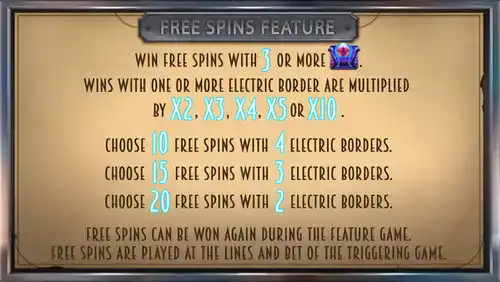 FREE SPINS FEATURE
WIN FREE SPINS WITH 3 OR MORE .
WINS WITH ONE OR MORE ELECTRIC BORDER ARE MULTIPLIED
BY X2, X3, X4, X5 OR X10 .
CHOOSE 10 FREE SPINS WITH 4 ELECTRIC BORDERS.
CHOOSE 15 FREE SPINS WITH 3 ELECTRIC BORDERS.
CHOOSE 20 FREE SPINS WITH 2 ELECTRIC BORDERS.
FREE SPINS CAN BE WON AGAIN DURING THE FEATURE GAME.
FREE SPINS ARE PLAYED AT THE LINES AND BET OF THE TRIGGERING GAME.